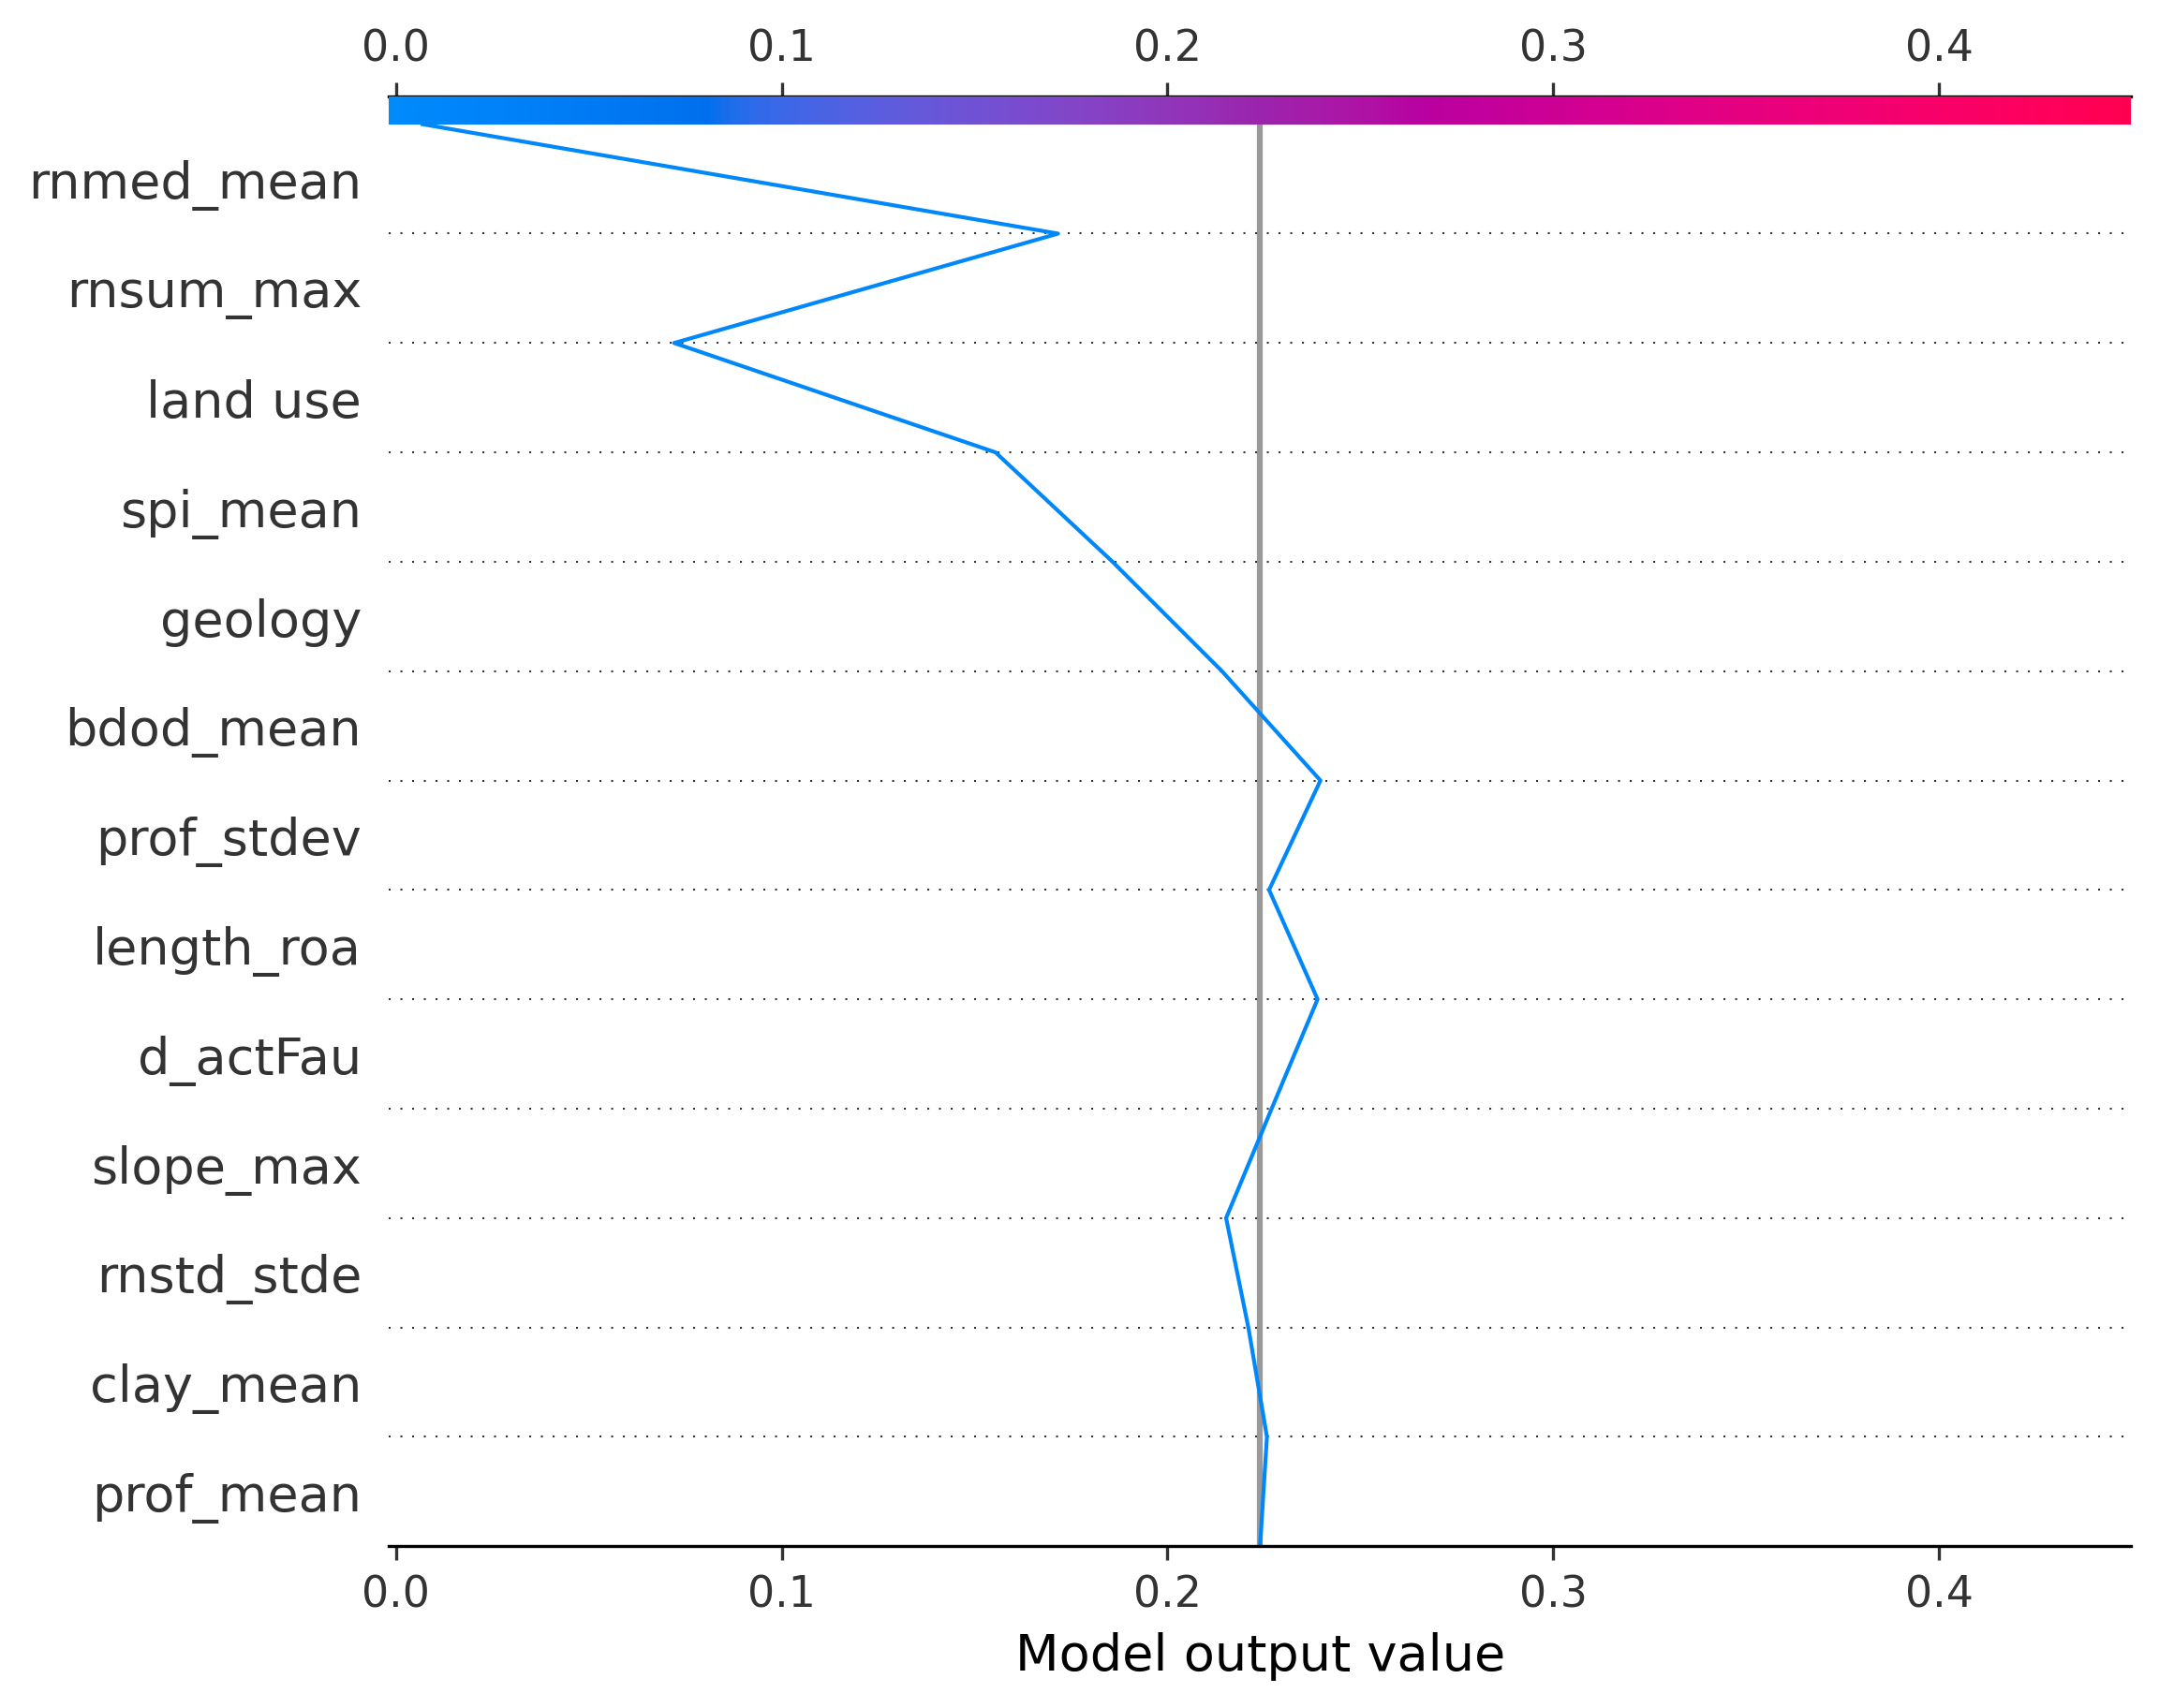 0.0 0.1 0.2 0.3 0.4
rnmed_mean
rnsum_max
land use
spi_mean
geology
bdod_mean
prof_stdev
length_roa
d_actFau
slope_max
rnstd_stde
clay_mean
prof_mean
0.0 0.1 0.2 0.3 0.4
Model output value